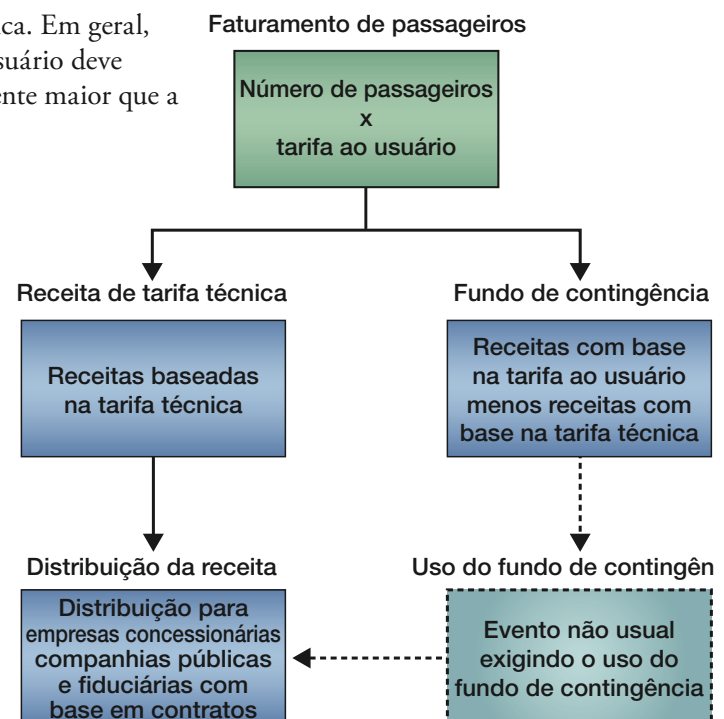 ica. Em geral,
suário deve
ente maior que a
Faturamento de passageiros
Número de passageiros
x
tarifa ao usuário
Receita de tarifa técnica
Receitas baseadas
na tarifa técnica
Fundo de contingência
Receitas com base
na tarifa ao usuário
menos receitas com
base na tarifa técnica
Distribuição da receita
Distribuição para
empresas concessionárias
companhias públicas
e fiduciárias com
base em contratos
Uso do fundo de contingên
Evento não usual
exigindo o uso do
fundo de contingência